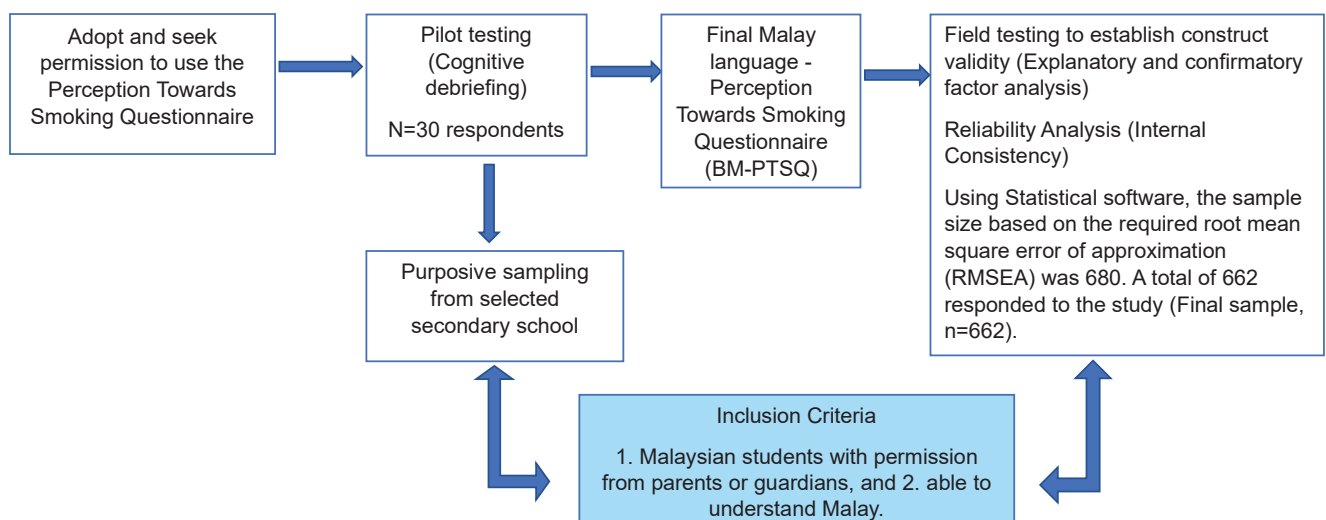 Adopt and seek
permission to use the
Perception Towards
Smoking Questionnaire
Pilot testing
(Cognitive
debriefing)
N=30 respondents
Final Malay
language -
Perception
Towards Smoking
Questionnaire
(BM-PTSQ)
Field testing to establish construct
validity (Explanatory and confirmatory
factor analysis)
Reliability Analysis (Internal
Consistency)
Using Statistical software, the sample
size based on the required root mean
square error of approximation
(RMSEA) was 680. A total of 662
responded to the study (Final sample,
n=662).
Purposive sampling
from selected
secondary school
Inclusion Criteria
1. Malaysian students with permission
from parents or guardians, and 2. able to
understand Malay.